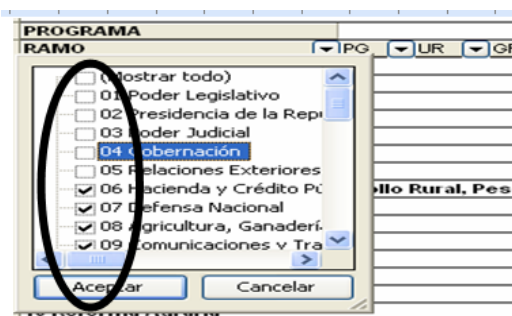 PROGRAMA
RAMO PG UR
(Mostrar todo)
01 Poder Legislativo
02 Presidencia de la Rep
03 Poder Judicial
04 Gobernación
05 Relaciones Exteriores
06 Hacienda y Crédito Pú
07 Defensa Nacional
08 Agricultura, Ganaderí
09 Comunicaciones y Tra
ollo Rural, Pes
Aceptar Cancelar